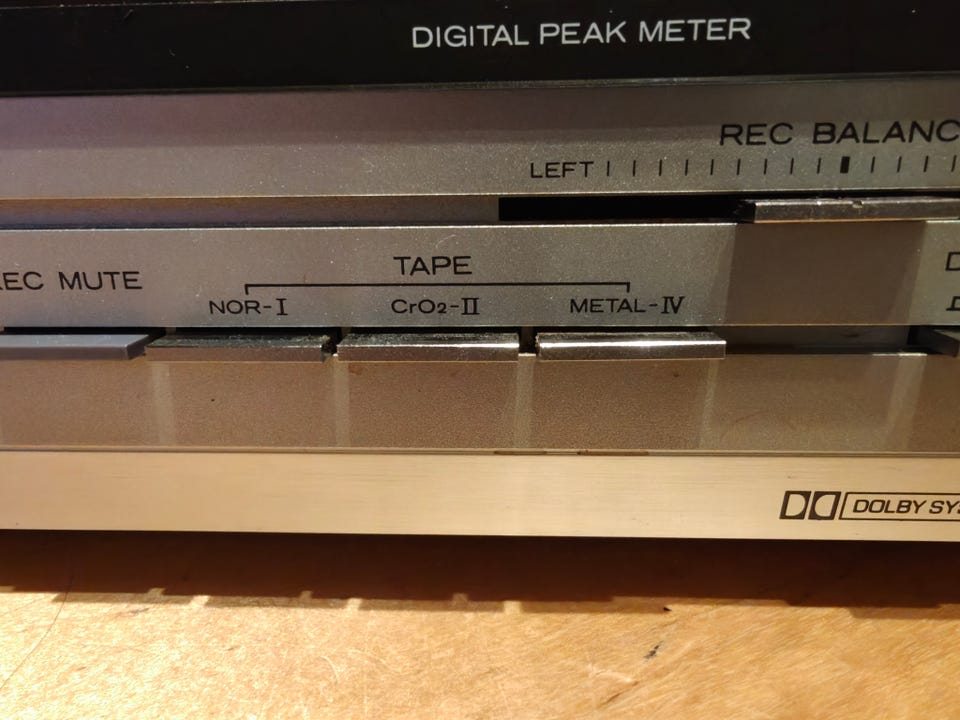 DIGITAL PEAK METER
REC BALANC
LEFT
EC MUTE
TAPE
NOR-I
CrO2-II
METAL-IV
DOLBY SY